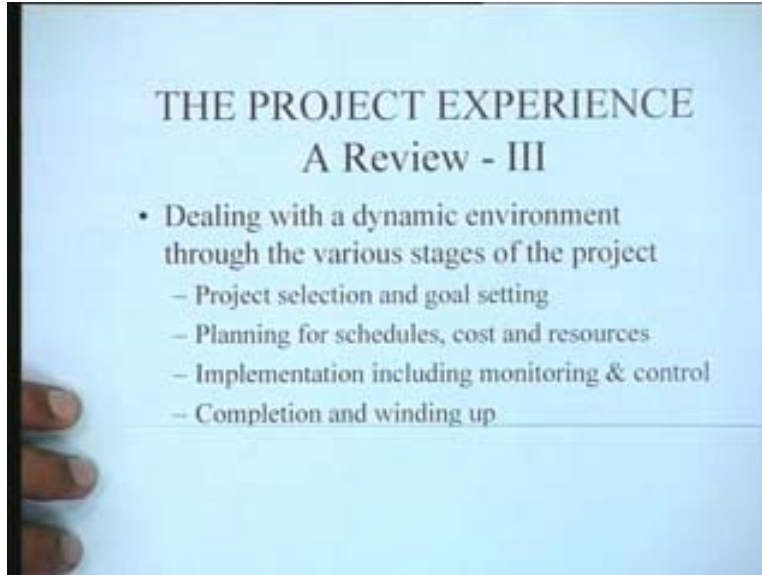 THE PROJECT EXPERIENCE
A Review - III
• Dealing with a dynamic environment
through the various stages of the project
– Project selection and goal setting
– Planning for schedules, cost and resources
– Implementation including monitoring & control
– Completion and winding up